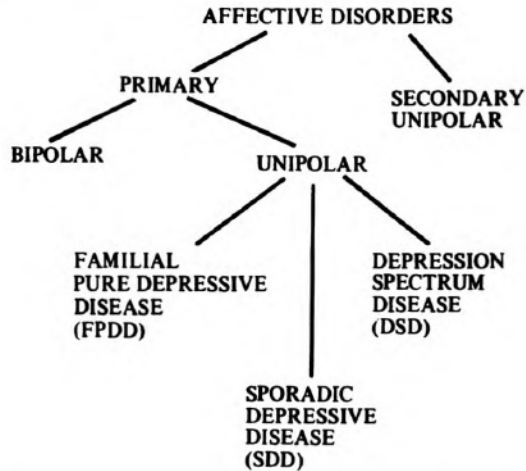 AFFECTIVE DISORDERS
PRIMARY
SECONDARY
UNIPOLAR
BIPOLAR
UNIPOLAR
FAMILIAL
PURE DEPRESSIVE
DISEASE
(FPDD)
DEPRESSION
SPECTRUM
DISEASE
(DSD)
SPORADIC
DEPRESSIVE
DISEASE
(SDD)